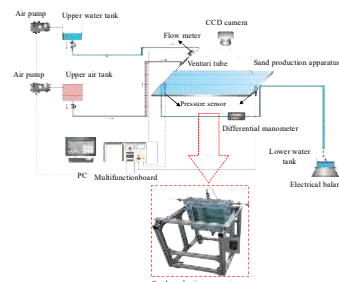 Air pump
Upper water tank
CCD camera
Flow meter
Venturi tube
Sand production apparatus
Air pump
Upper air tank
Pressure sensor
Differential manometer
Lower water
tank
PC
Multifunctionboard
Electrical balan